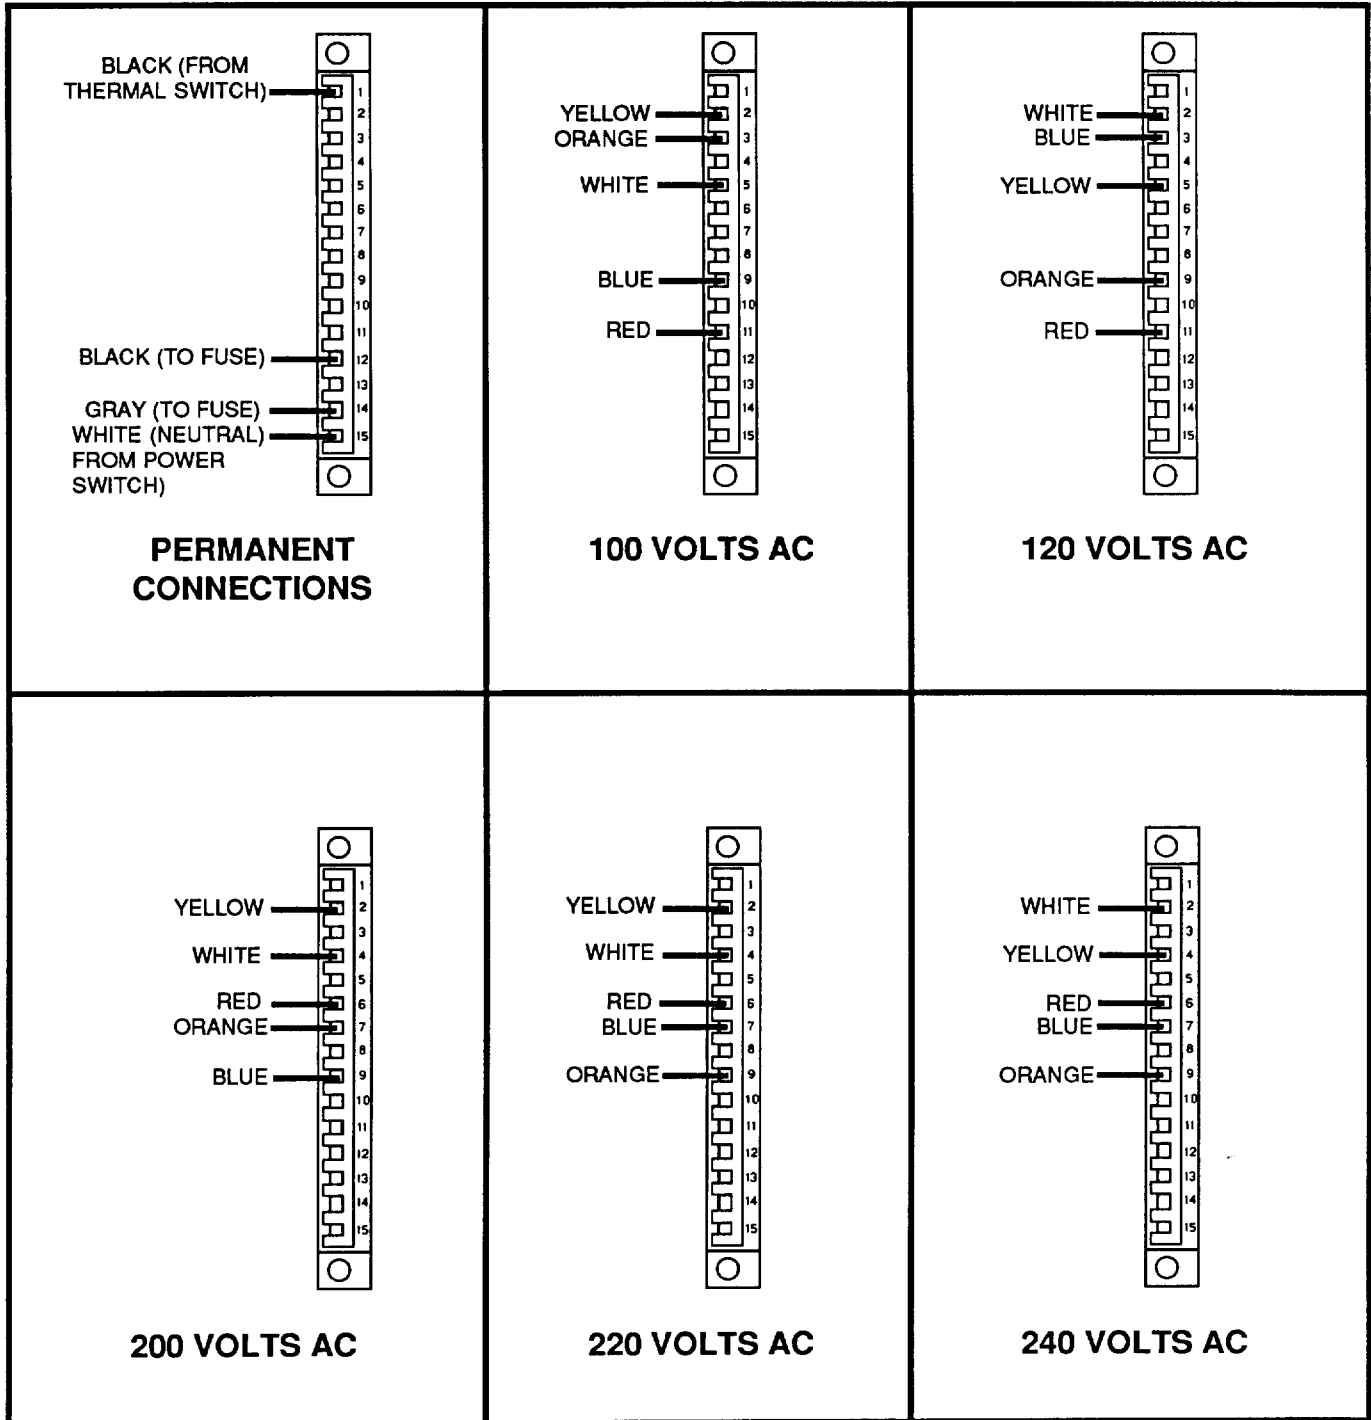 BLACK (FROM
THERMAL SWITCH)
BLACK (TO FUSE)
GRAY (TO FUSE)
WHITE (NEUTRAL)
FROM POWER
SWITCH)
1
2
3
4
5
6
7
8
9
10
11
12
13
14
15
PERMANENT
CONNECTIONS
YELLOW
ORANGE
WHITE
BLUE
RED
1
2
3
4
5
6
7
8
9
10
11
12
13
14
15
100 VOLTS AC
WHITE
BLUE
YELLOW
ORANGE
RED
1
2
3
4
5
6
7
8
9
10
11
12
13
14
15
120 VOLTS AC
YELLOW
WHITE
RED
ORANGE
BLUE
1
2
3
4
5
6
7
8
9
10
11
12
13
14
15
200 VOLTS AC
YELLOW
WHITE
RED
BLUE
ORANGE
1
2
3
4
5
6
7
8
9
10
11
12
13
14
15
220 VOLTS AC
WHITE
YELLOW
RED
BLUE
ORANGE
1
2
3
4
5
6
7
8
9
10
11
12
13
14
15
240 VOLTS AC